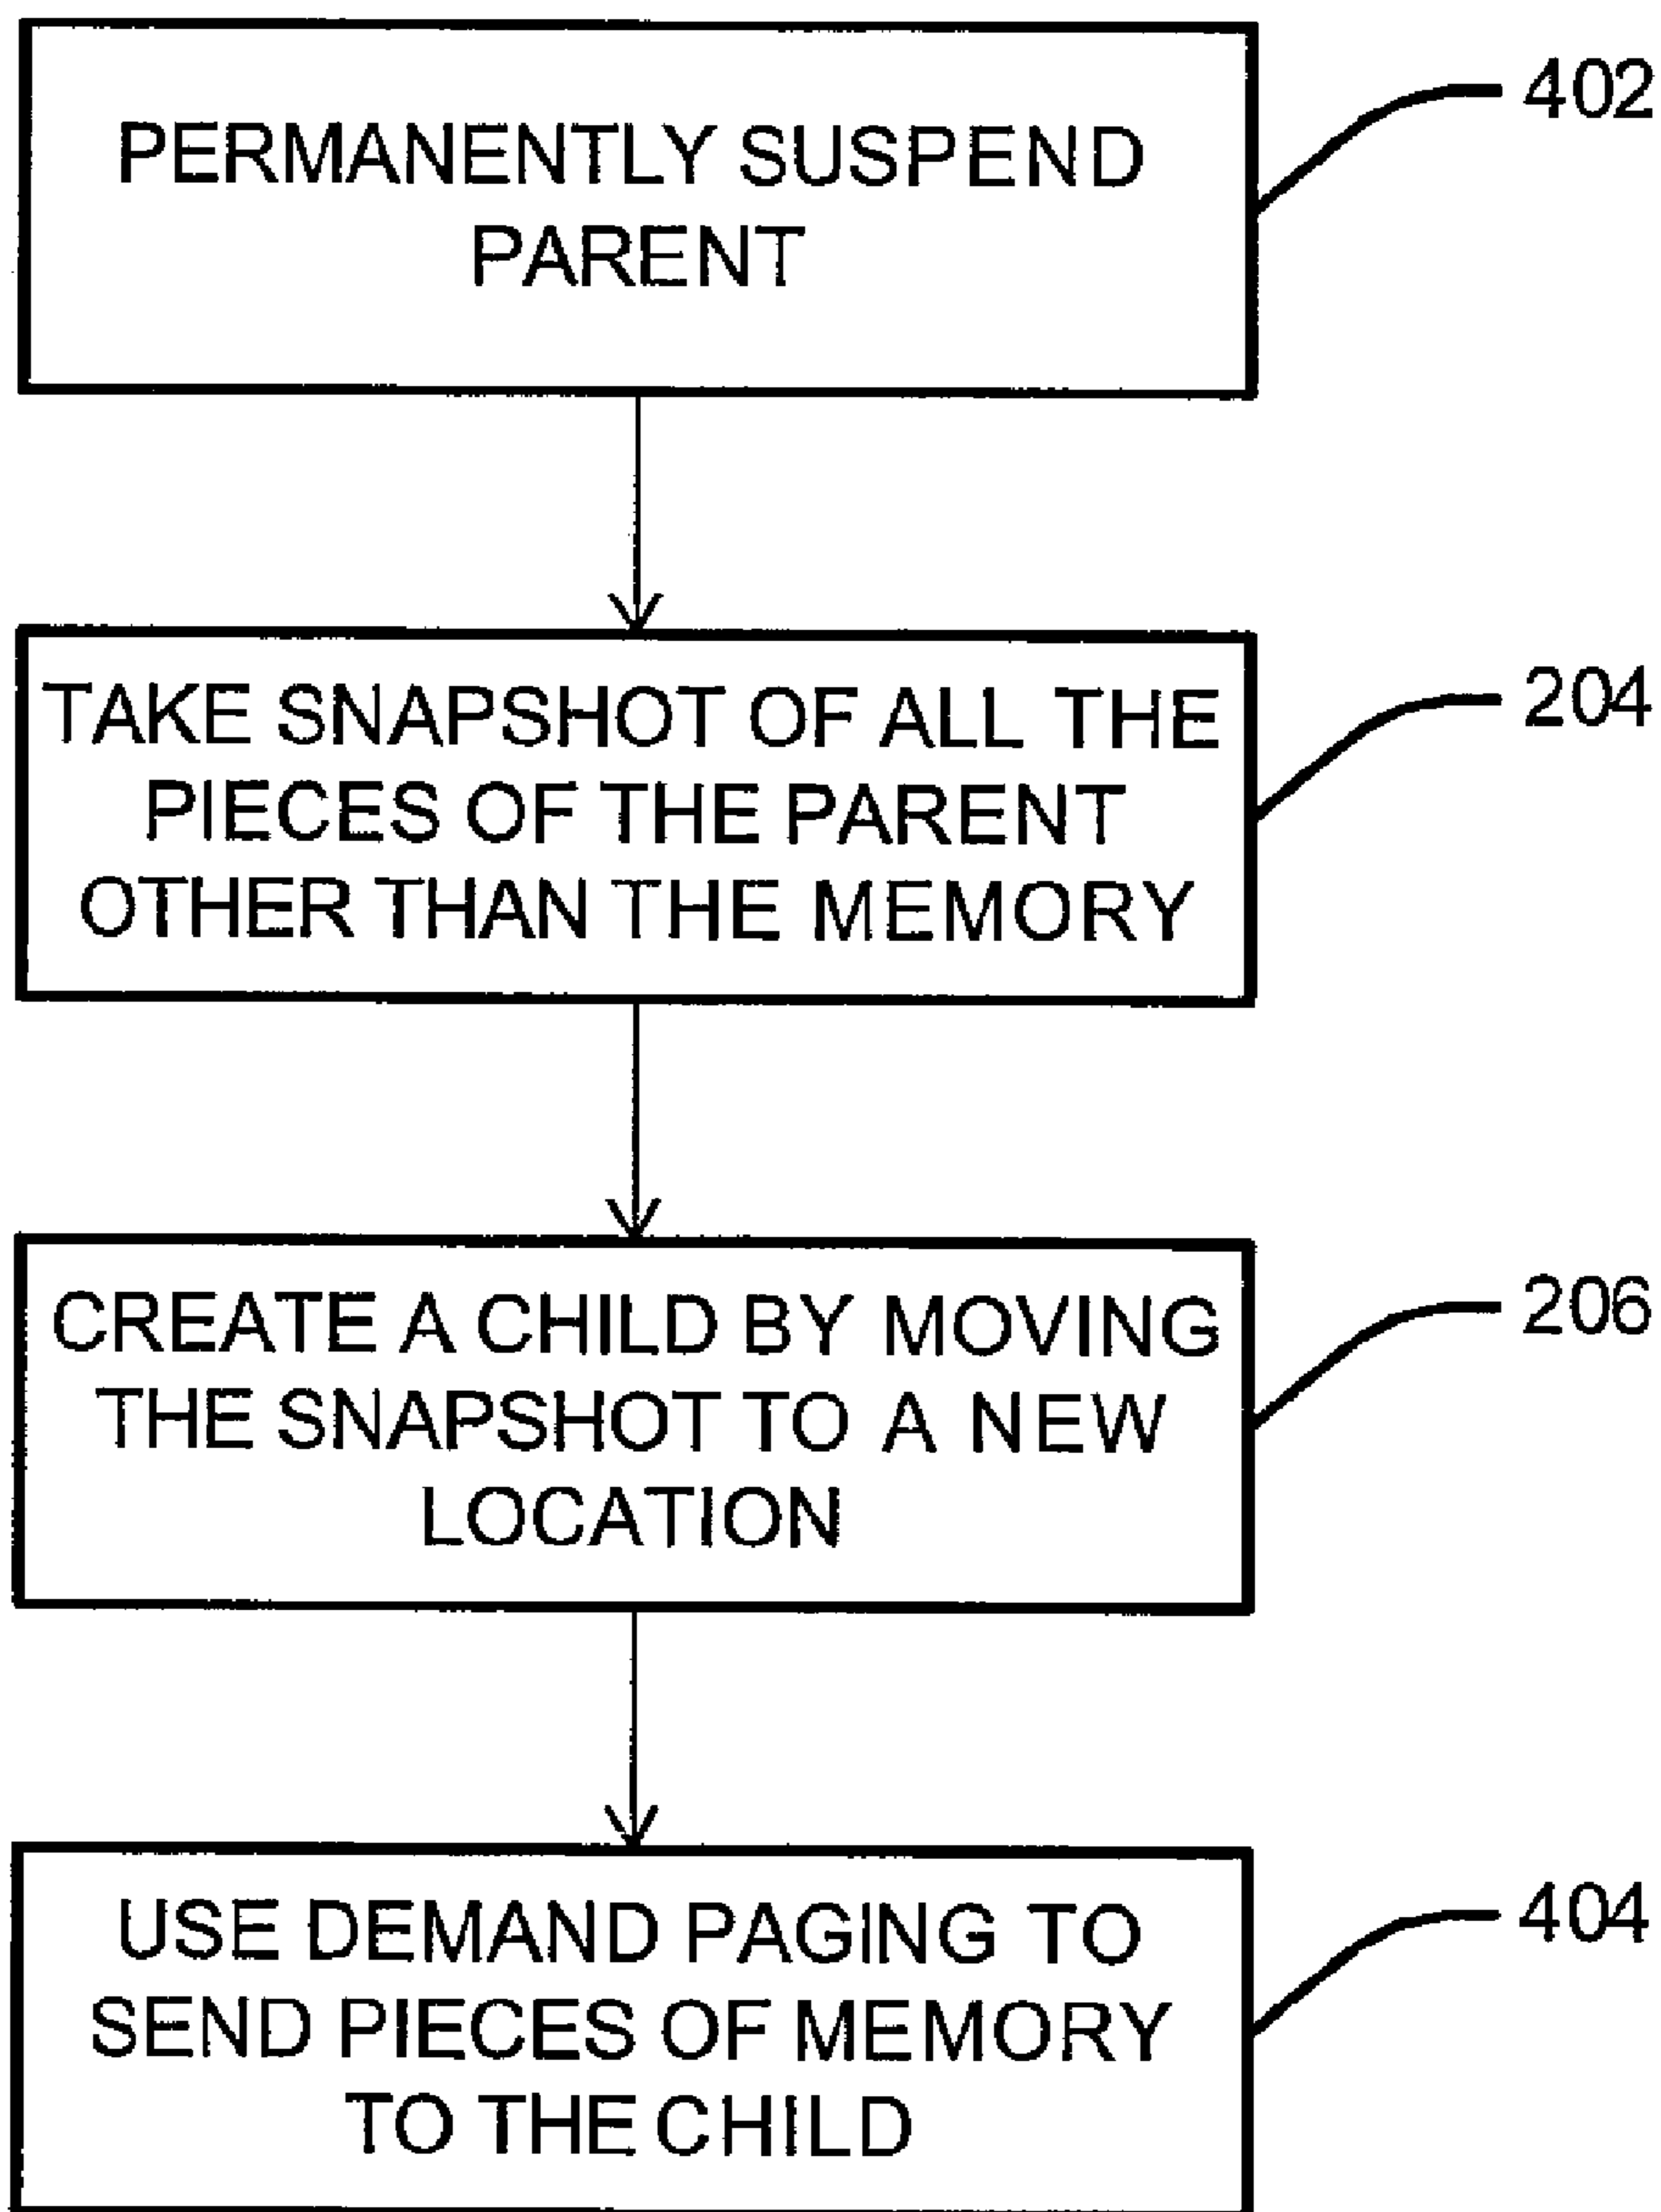 PERMANENTLY SUSPEND
PARENT
402
TAKE SNAPSHOT OF ALL THE
PIECES OF THE PARENT
OTHER THAN THE MEMORY
204
CREATE A CHILD BY MOVING
THE SNAPSHOT TO A NEW
LOCATION
206
USE DEMAND PAGING TO
SEND PIECES OF MEMORY
TO THE CHILD
404